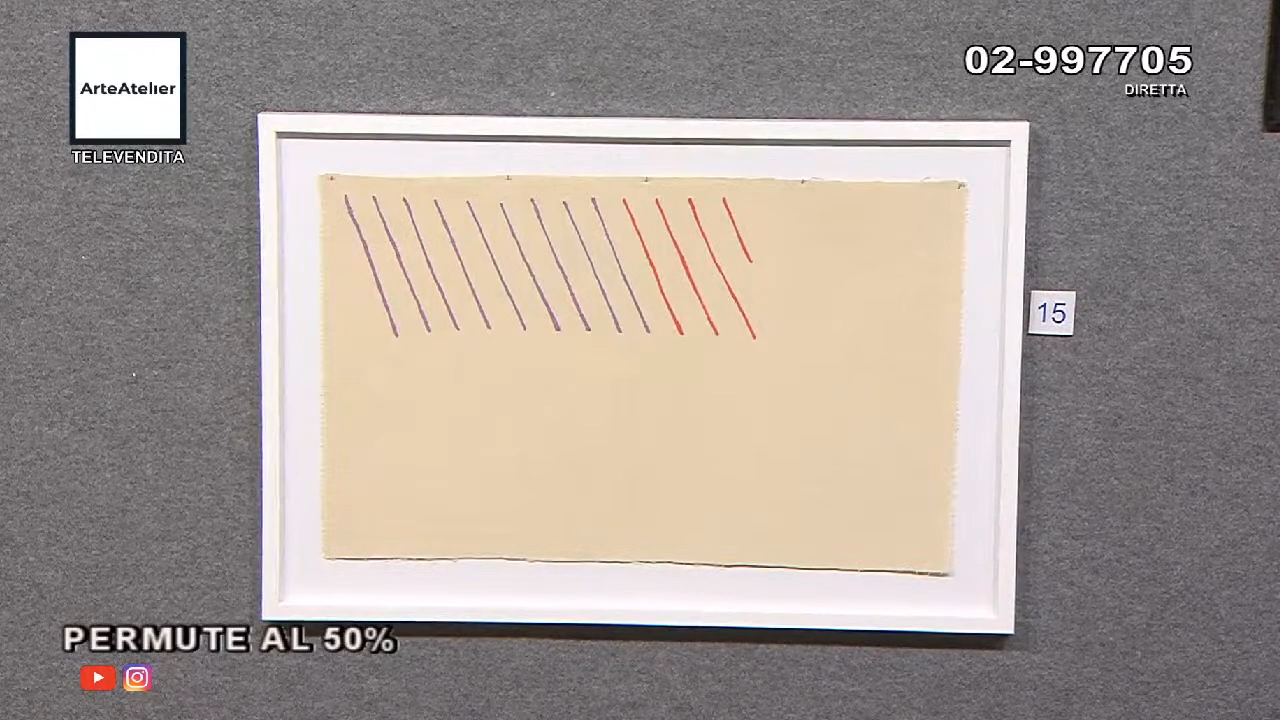 ArteAtelier
TELEVENDITA
02-997705
DIRETTA
15
PERMUTE AL 50%